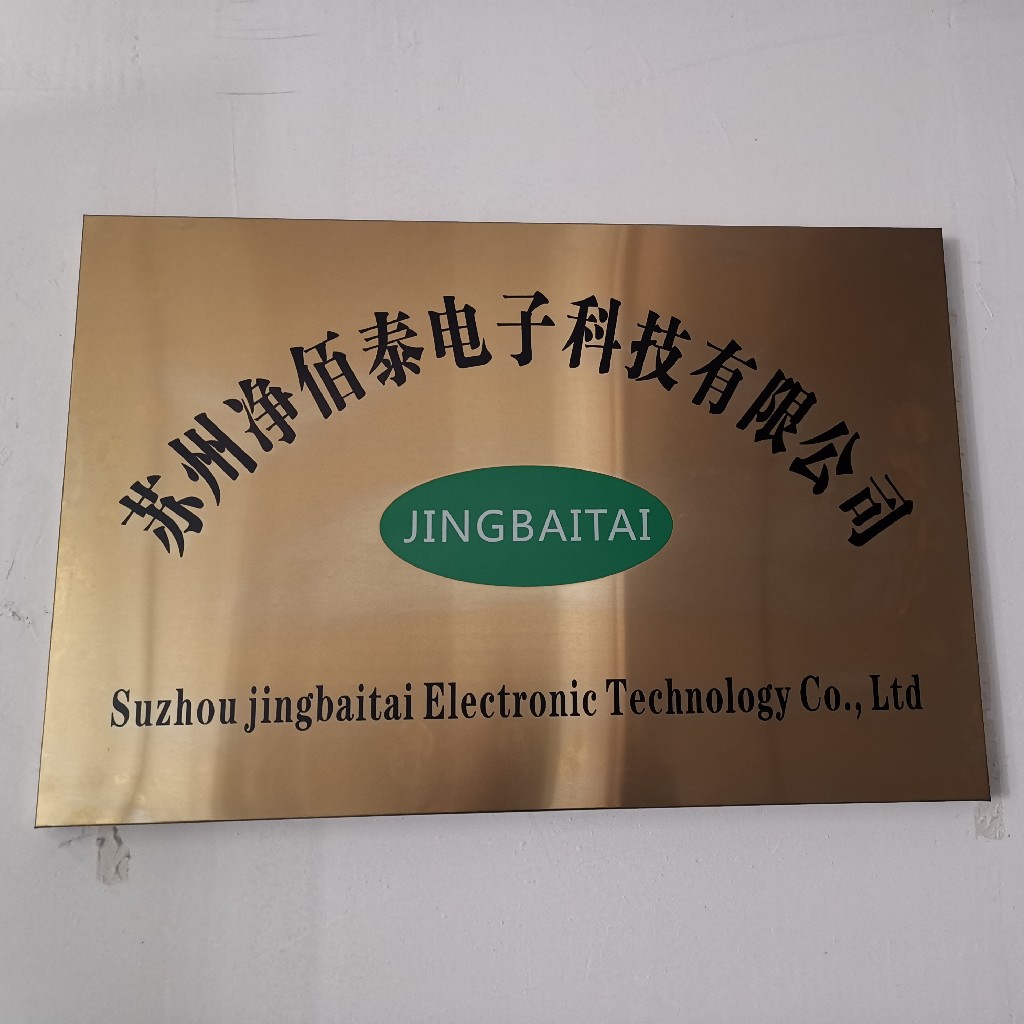 苏州净佰泰电子科技有限公司
JINGBAITAI
Suzhou jingbaitai Electronic Technology Co., Ltd